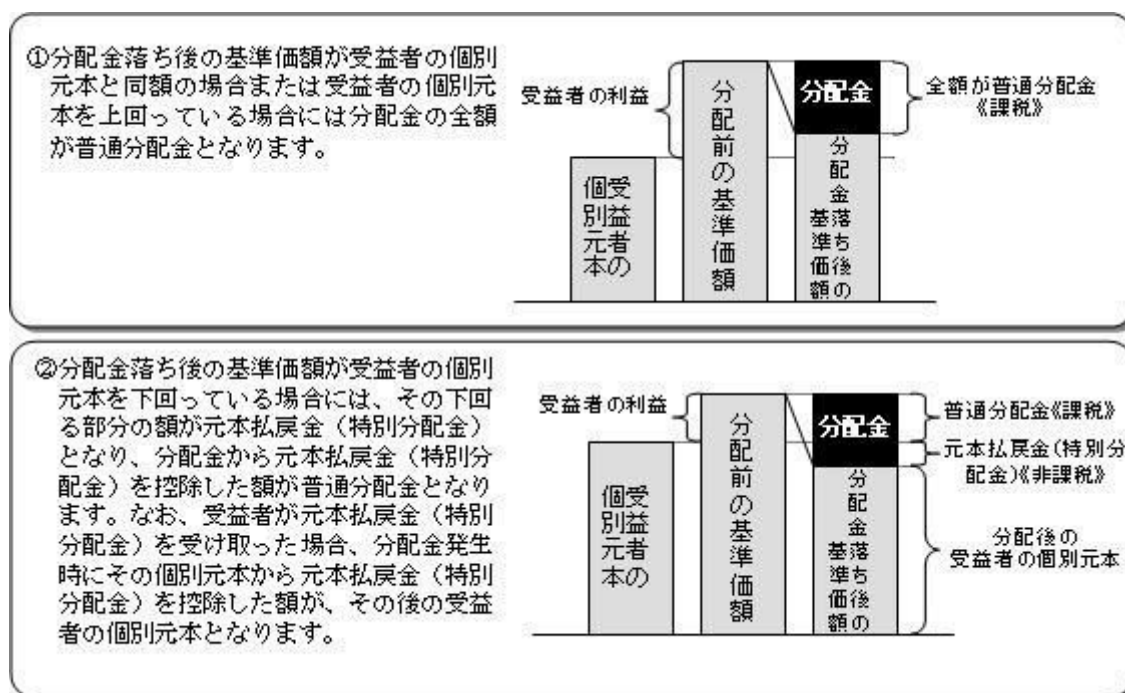 ①分配金落ち後の基準価額が受益者の個別
元本と同額の場合または受益者の個別元
本を上回っている場合には分配金の全額
が普通分配金となります。
受益者の利益
個別元本
受益者の
分配前の基準価額
分配金
分配金落ち後の
基準価額
全額が普通分配金
《課税》
②分配金落ち後の基準価額が受益者の個別
元本を下回っている場合には、その下回
る部分の額が元本払戻金（特別分配金）
となり、分配金から元本払戻金（特別分
配金）を控除した額が普通分配金となり
ます。なお、受益者が元本払戻金（特別
分配金）を受け取った場合、分配金発生
時にその個別元本から元本払戻金（特別
分配金）を控除した額が、その後の受益
者の個別元本となります。
受益者の利益
受益者の
個別元本
分配前の基準価額
分配金
分配金落ち後の
基準価額
普通分配金《課税》
元本払戻金（特別分
配金）《非課税》
分配後の
受益者の個別元本